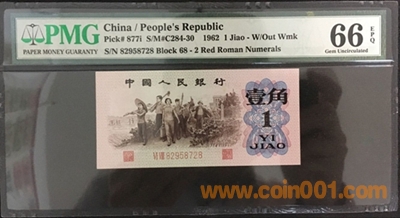 PMG
PAPER MONEY GUARANTY
China / People's Republic
Pick# 877i S/M#C284-30 1962 1 Jiao - W/Out Wmk
S/N 82958728 Block 68 - 2 Red Roman Numerals
66 EPQ
Gem Uncirculated
中國人民銀行
壹角
1
YI
JIAO
82958728
www.coin001.com